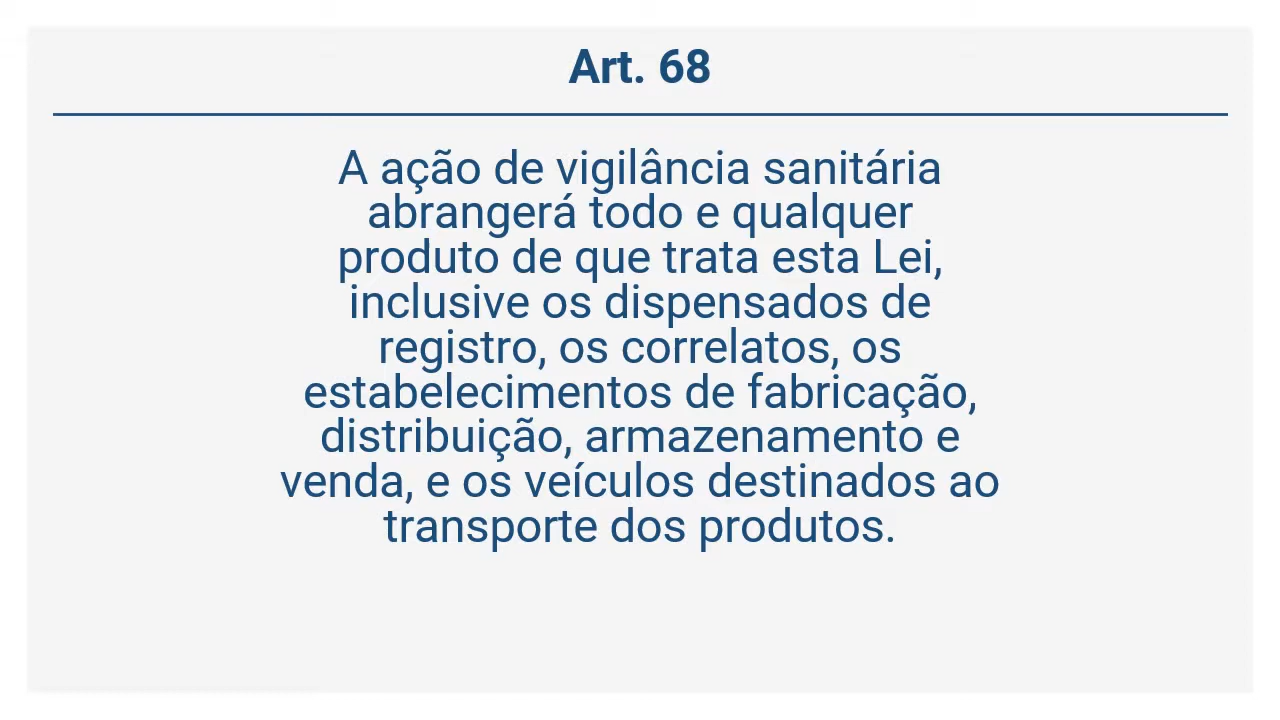 Art. 68
A ação de vigilância sanitária
abrangerá todo e qualquer
produto de que trata esta Lei,
inclusive os dispensados de
registro, os correlatos, os
estabelecimentos de fabricação,
distribuição, armazenamento e
venda, e os veículos destinados ao
transporte dos produtos.